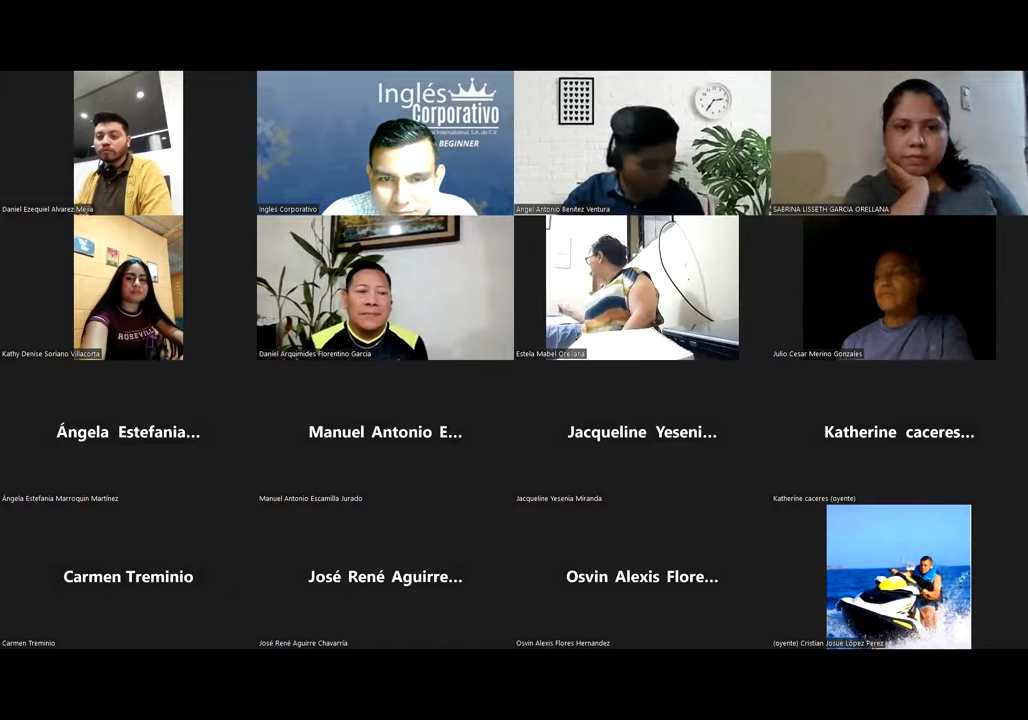 Daniel Ezequiel Alvarez Mejia
Inglés
Corporativo
International, S.A. de C.V.
BEGINNER
Ingles Corporativo
Angel Antonio Benitez Ventura
SABRINA LISSETH GARCIA ORELLANA
ROSEVILLE
Kathy Denise Soriano Villacorta
Daniel Arquimides Florentino Garcia
Estela Mabel Orellana
Julio Cesar Merino Gonzales
Ángela Estefania...
Manuel Antonio E...
Jacqueline Yeseni...
Katherine caceres...
Ángela Estefania Marroquin Martínez
Manuel Antonio Escamilla Jurado
Jacqueline Yesenia Miranda
Katherine caceres (oyente)
Carmen Treminio
José René Aguirre...
Osvin Alexis Flore...
Carmen Treminio
José René Aguirre Chavarría
Osvin Alexis Flores Hernandez
(oyente) Cristian Josue López Perez